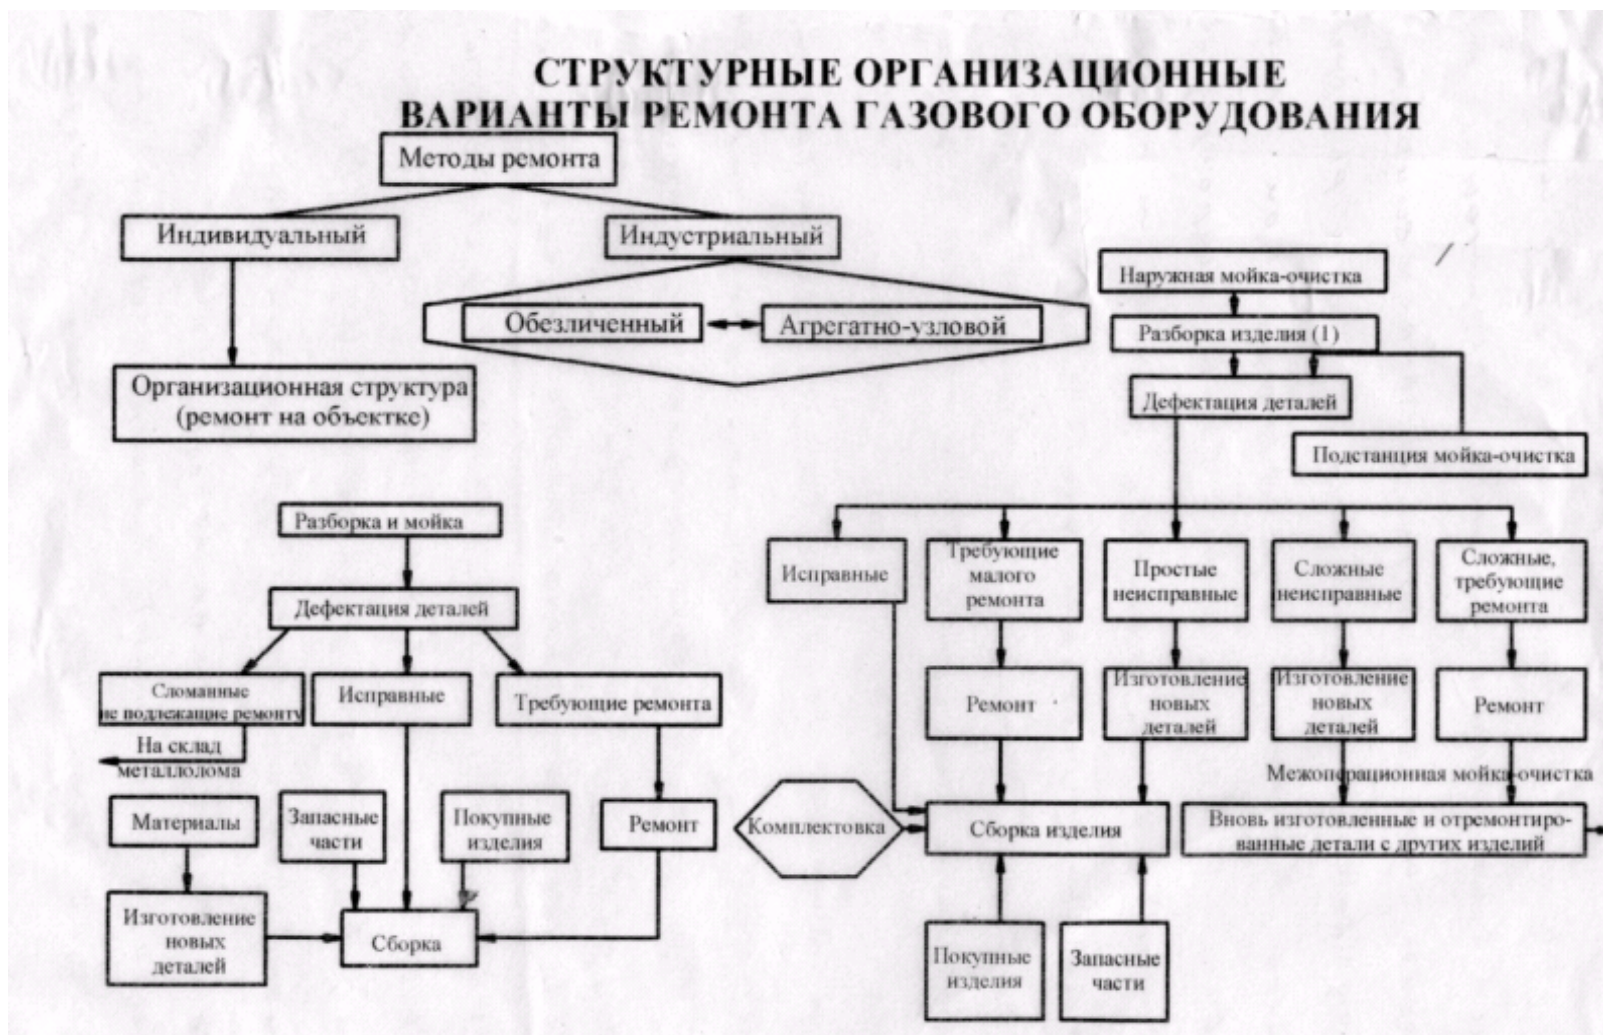 СТРУКТУРНЫЕ ОРГАНИЗАЦИОННЫЕ
ВАРИАНТЫ РЕМОНТА ГАЗОВОГО ОБОРУДОВАНИЯ
Методы ремонта
Индивидуальный
Индустриальный
Обезличенный
Агрегатно-узловой
Организационная структура
(ремонт на объектке)
Разборка и мойка
Дефектация деталей
Сломанные
не подлежащие ремонту
Исправные
Требующие ремонта
На склад
металлолома
Материалы
Запасные
части
Покупные
изделия
Ремонт
Изготовление
новых
деталей
Сборка
Наружная мойка-очистка
Разборка изделия (1)
Дефектация деталей
Подстанция мойка-очистка
Исправные
Требующие
малого
ремонта
Простые
неисправные
Сложные
неисправные
Сложные,
требующие
ремонта
Ремонт
Изготовление
новых
деталей
Изготовление
новых
деталей
Ремонт
Межоперационная мойка-очистка
Комплектовка
Сборка изделия
Вновь изготовленные и отремонтиро-
ванные детали с других изделий
Покупные
изделия
Запасные
части